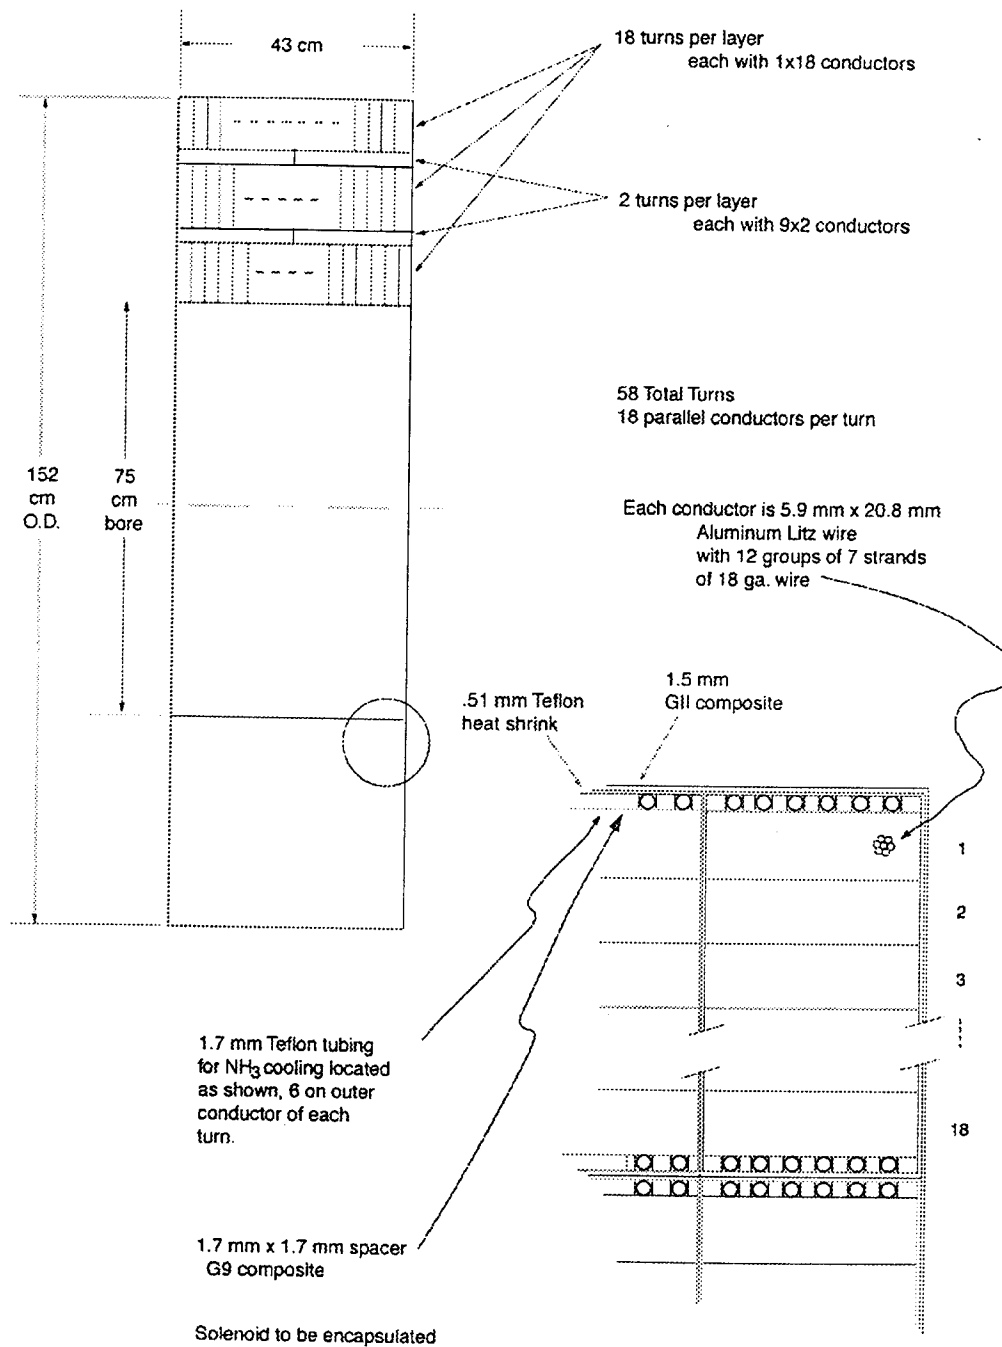 43 cm
18 turns per layer
each with 1x18 conductors
2 turns per layer
each with 9x2 conductors
58 Total Turns
18 parallel conductors per turn
152
cm
O.D.
75
cm
bore
Each conductor is 5.9 mm x 20.8 mm
Aluminum Litz wire
with 12 groups of 7 strands
of 18 ga. wire
.51 mm Teflon
heat shrink
1.5 mm
GII composite
1
2
3
18
1.7 mm Teflon tubing
for NH3 cooling located
as shown, 6 on outer
conductor of each
turn.
1.7 mm x 1.7 mm spacer
G9 composite
Solenoid to be encapsulated